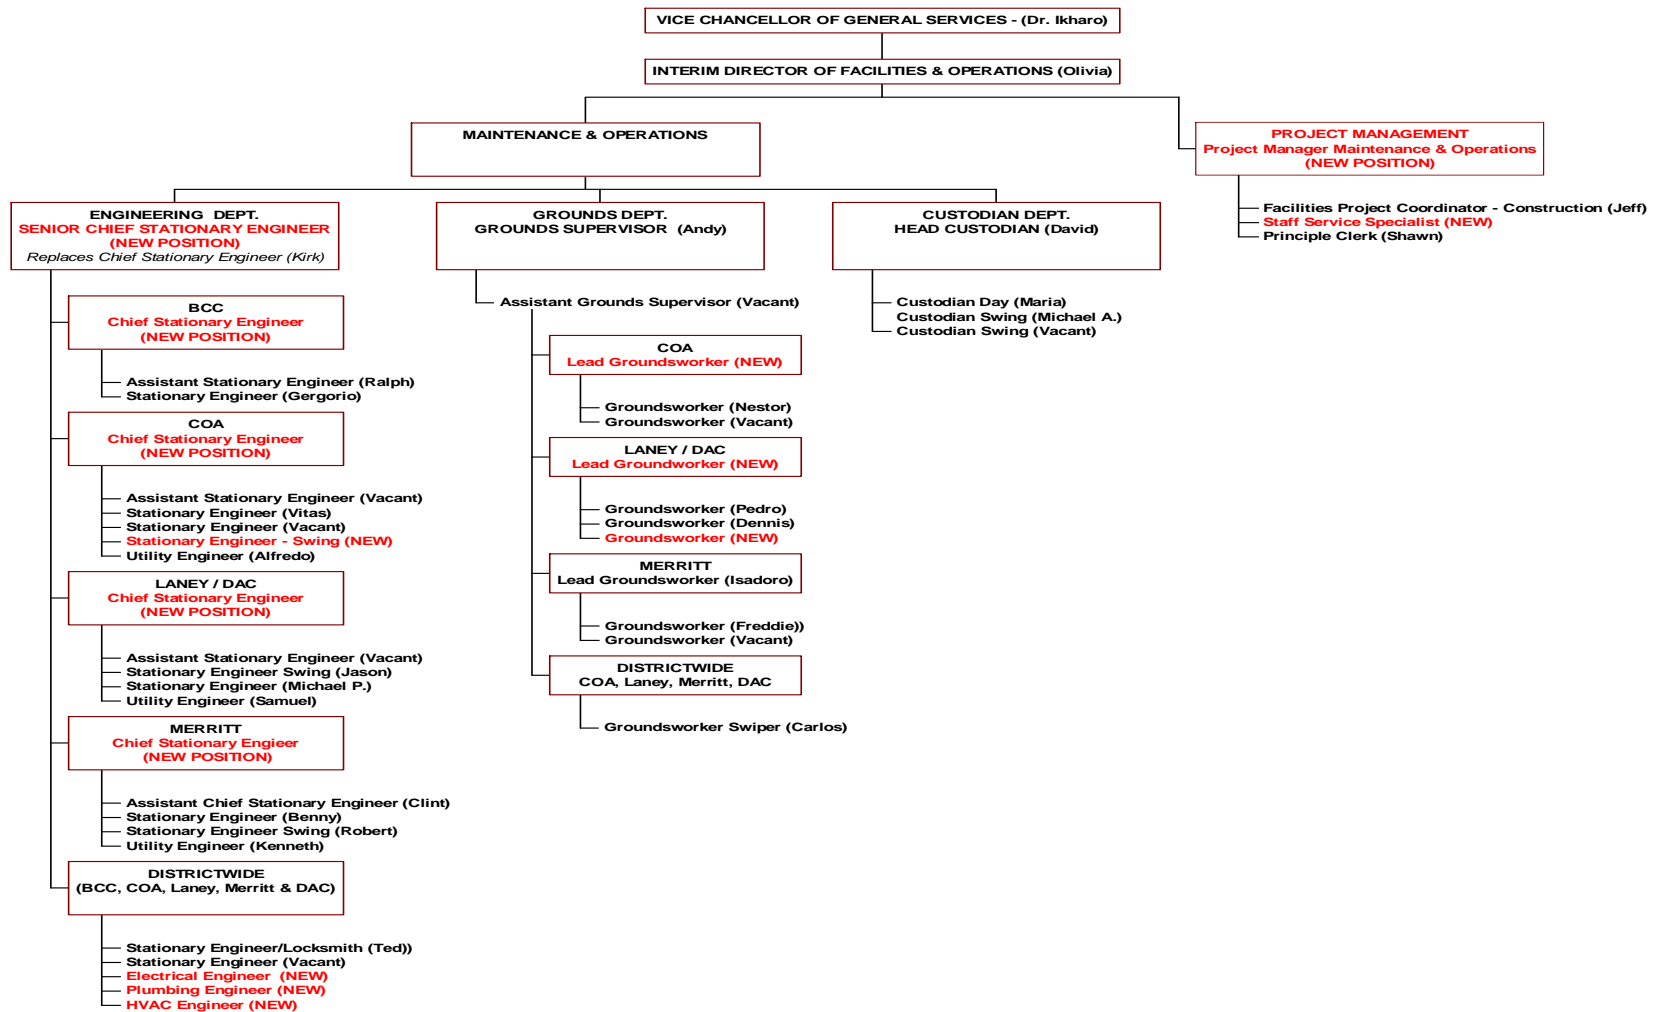 VICE CHANCELLOR OF GENERAL SERVICES - (Dr. Ikharo)
INTERIM DIRECTOR OF FACILITIES & OPERATIONS (Olivia)
MAINTENANCE & OPERATIONS
PROJECT MANAGEMENT
Project Manager Maintenance & Operations
(NEW POSITION)
Facilities Project Coordinator - Construction (Jeff)
Staff Service Specialist (NEW)
Principle Clerk (Shawn)
ENGINEERING DEPT.
SENIOR CHIEF STATIONARY ENGINEER
(NEW POSITION)
Replaces Chief Stationary Engineer (Kirk)
BCC
Chief Stationary Engineer
(NEW POSITION)
Assistant Stationary Engineer (Ralph)
Stationary Engineer (Gergorio)
COA
Chief Stationary Engineer
(NEW POSITION)
Assistant Stationary Engineer (Vacant)
Stationary Engineer (Vitas)
Stationary Engineer (Vacant)
Stationary Engineer - Swing (NEW)
Utility Engineer (Alfredo)
LANEY / DAC
Chief Stationary Engineer
(NEW POSITION)
Assistant Stationary Engineer (Vacant)
Stationary Engineer Swing (Jason)
Stationary Engineer (Michael P.)
Utility Engineer (Samuel)
MERRITT
Chief Stationary Engieer
(NEW POSITION)
Assistant Chief Stationary Engineer (Clint)
Stationary Engineer (Benny)
Stationary Engineer Swing (Robert)
Utility Engineer (Kenneth)
DISTRICTWIDE
(BCC, COA, Laney, Merritt & DAC)
Stationary Engineer/Locksmith (Ted))
Stationary Engineer (Vacant)
Electrical Engineer (NEW)
Plumbing Engineer (NEW)
HVAC Engineer (NEW)
GROUNDS DEPT.
GROUNDS SUPERVISOR (Andy)
Assistant Grounds Supervisor (Vacant)
COA
Lead Groundsworker (NEW)
Groundsworker (Nestor)
Groundsworker (Vacant)
LANEY / DAC
Lead Groundworker (NEW)
Groundsworker (Pedro)
Groundsworker (Dennis)
Groundsworker (NEW)
MERRITT
Lead Groundsworker (Isadoro)
Groundsworker (Freddie))
Groundsworker (Vacant)
DISTRICTWIDE
COA, Laney, Merritt, DAC
Groundsworker Swiper (Carlos)
CUSTODIAN DEPT.
HEAD CUSTODIAN (David)
Custodian Day (Maria)
Custodian Swing (Michael A.)
Custodian Swing (Vacant)